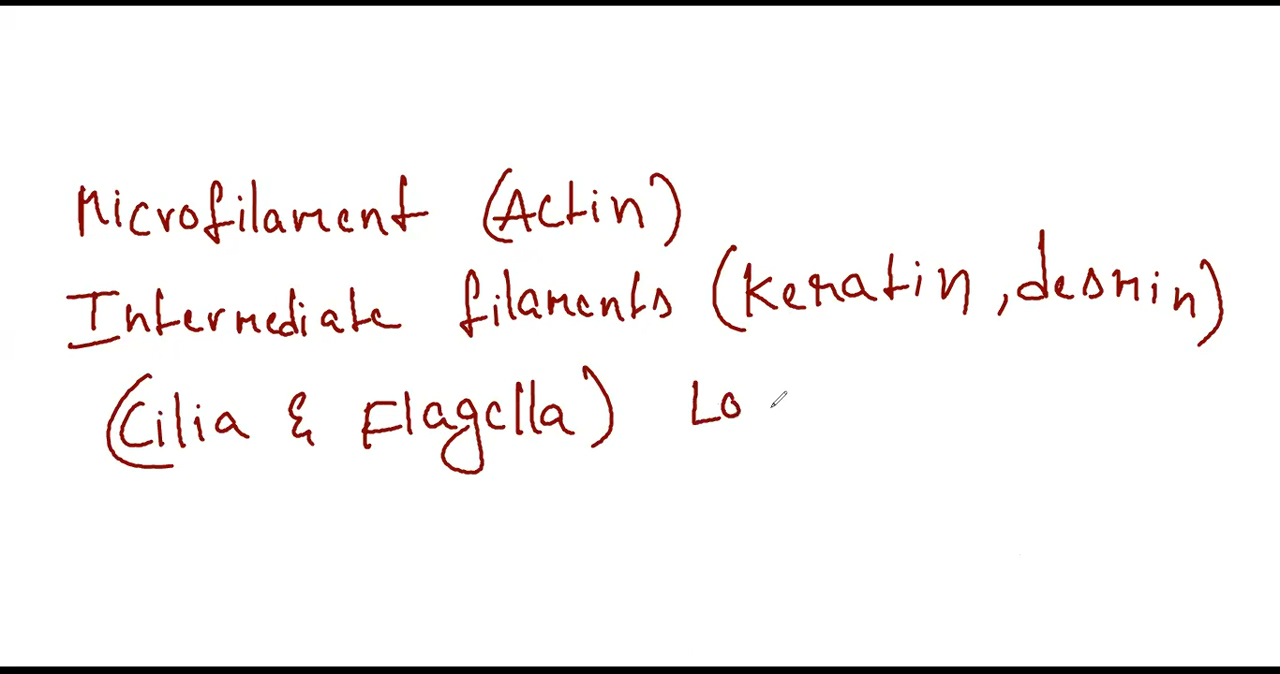 Microfilament (Actin)
Intermediate filaments (Keratin, desmin)
(Cilia & Flagella) Lo